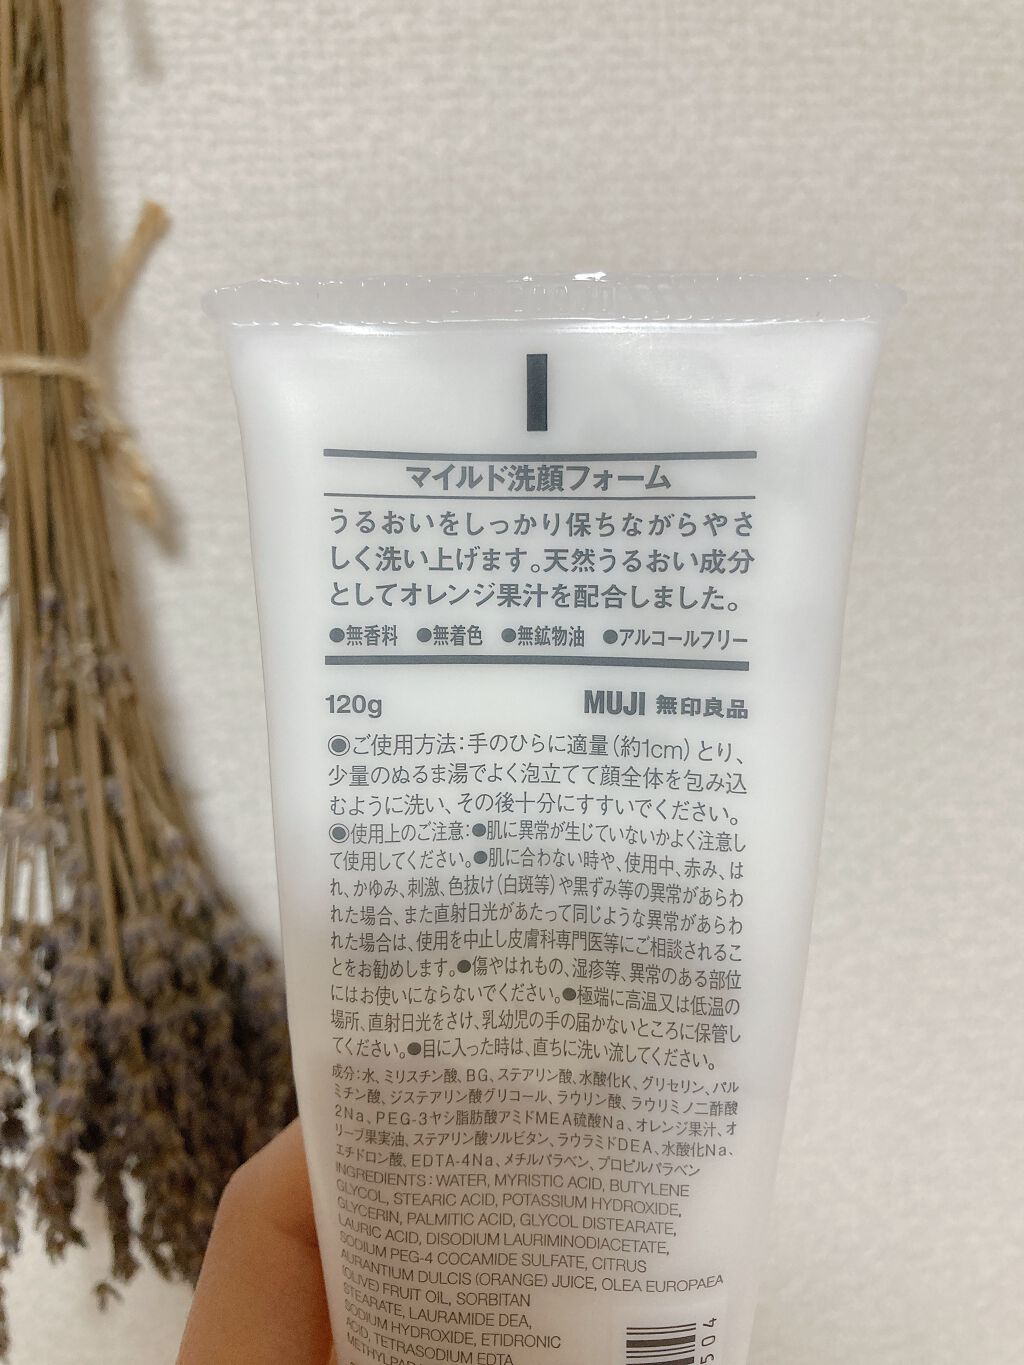 マイルド洗顔フォーム
うるおいをしっかり保ちながらやさ
しく洗い上げます。天然うるおい成分
としてオレンジ果汁を配合しました。
●無香料 ●無着色 ●無鉱物油 ●アルコールフリー
120g MUJI 無印良品
◉ご使用方法:手のひらに適量(約1cm)とり、
少量のぬるま湯でよく泡立てて顔全体を包み込
むように洗い、その後十分にすすいでください。
◉使用上のご注意:●肌に異常が生じていないかよく注意し
て使用してください。●肌に合わない時や、使用中、赤み、は
れ、かゆみ、刺激、色抜け(白斑等)や黒ずみ等の異常があらわ
れた場合、また直射日光があたって同じような異常があらわ
れた場合は、使用を中止し皮膚科専門医等にご相談されるこ
とをお勧めします。●傷やはれもの、湿疹等、異常のある部位
にはお使いにならないでください。●極端に高温又は低温の
場所、直射日光をさけ、乳幼児の手の届かないところに保管し
てください。●目に入った時は、直ちに洗い流してください。
成分:水、ミリスチン酸、BG、ステアリン酸、水酸化K、グリセリン、パル
ミチン酸、ジステアリン酸グリコール、ラウリン酸、ラウリミノ二酢酸
2Na、PEG-3ヤシ脂肪酸アミドMEA硫酸Na、オレンジ果汁、オ
リーブ果実油、ステアリン酸ソルビタン、ラウラミドDEA、水酸化Na、
エチドロン酸、EDTA-4Na、メチルパラベン、プロピルパラベン
INGREDIENTS: WATER, MYRISTIC ACID, BUTYLENE
GLYCOL, STEARIC ACID, POTASSIUM HYDROXIDE,
GLYCERIN, PALMITIC ACID, GLYCOL DISTEARATE,
LAURIC ACID, DISODIUM LAURIMINODIACETATE,
SODIUM PEG-4 COCAMIDE SULFATE, CITRUS
AURANTIUM DULCIS (ORANGE) JUICE, OLEA EUROPAEA
(OLIVE) FRUIT OIL, SORBITAN
STEARATE, LAURAMIDE DEA,
SODIUM HYDROXIDE, ETIDRONIC
ACID, TETRASODIUM EDTA
504